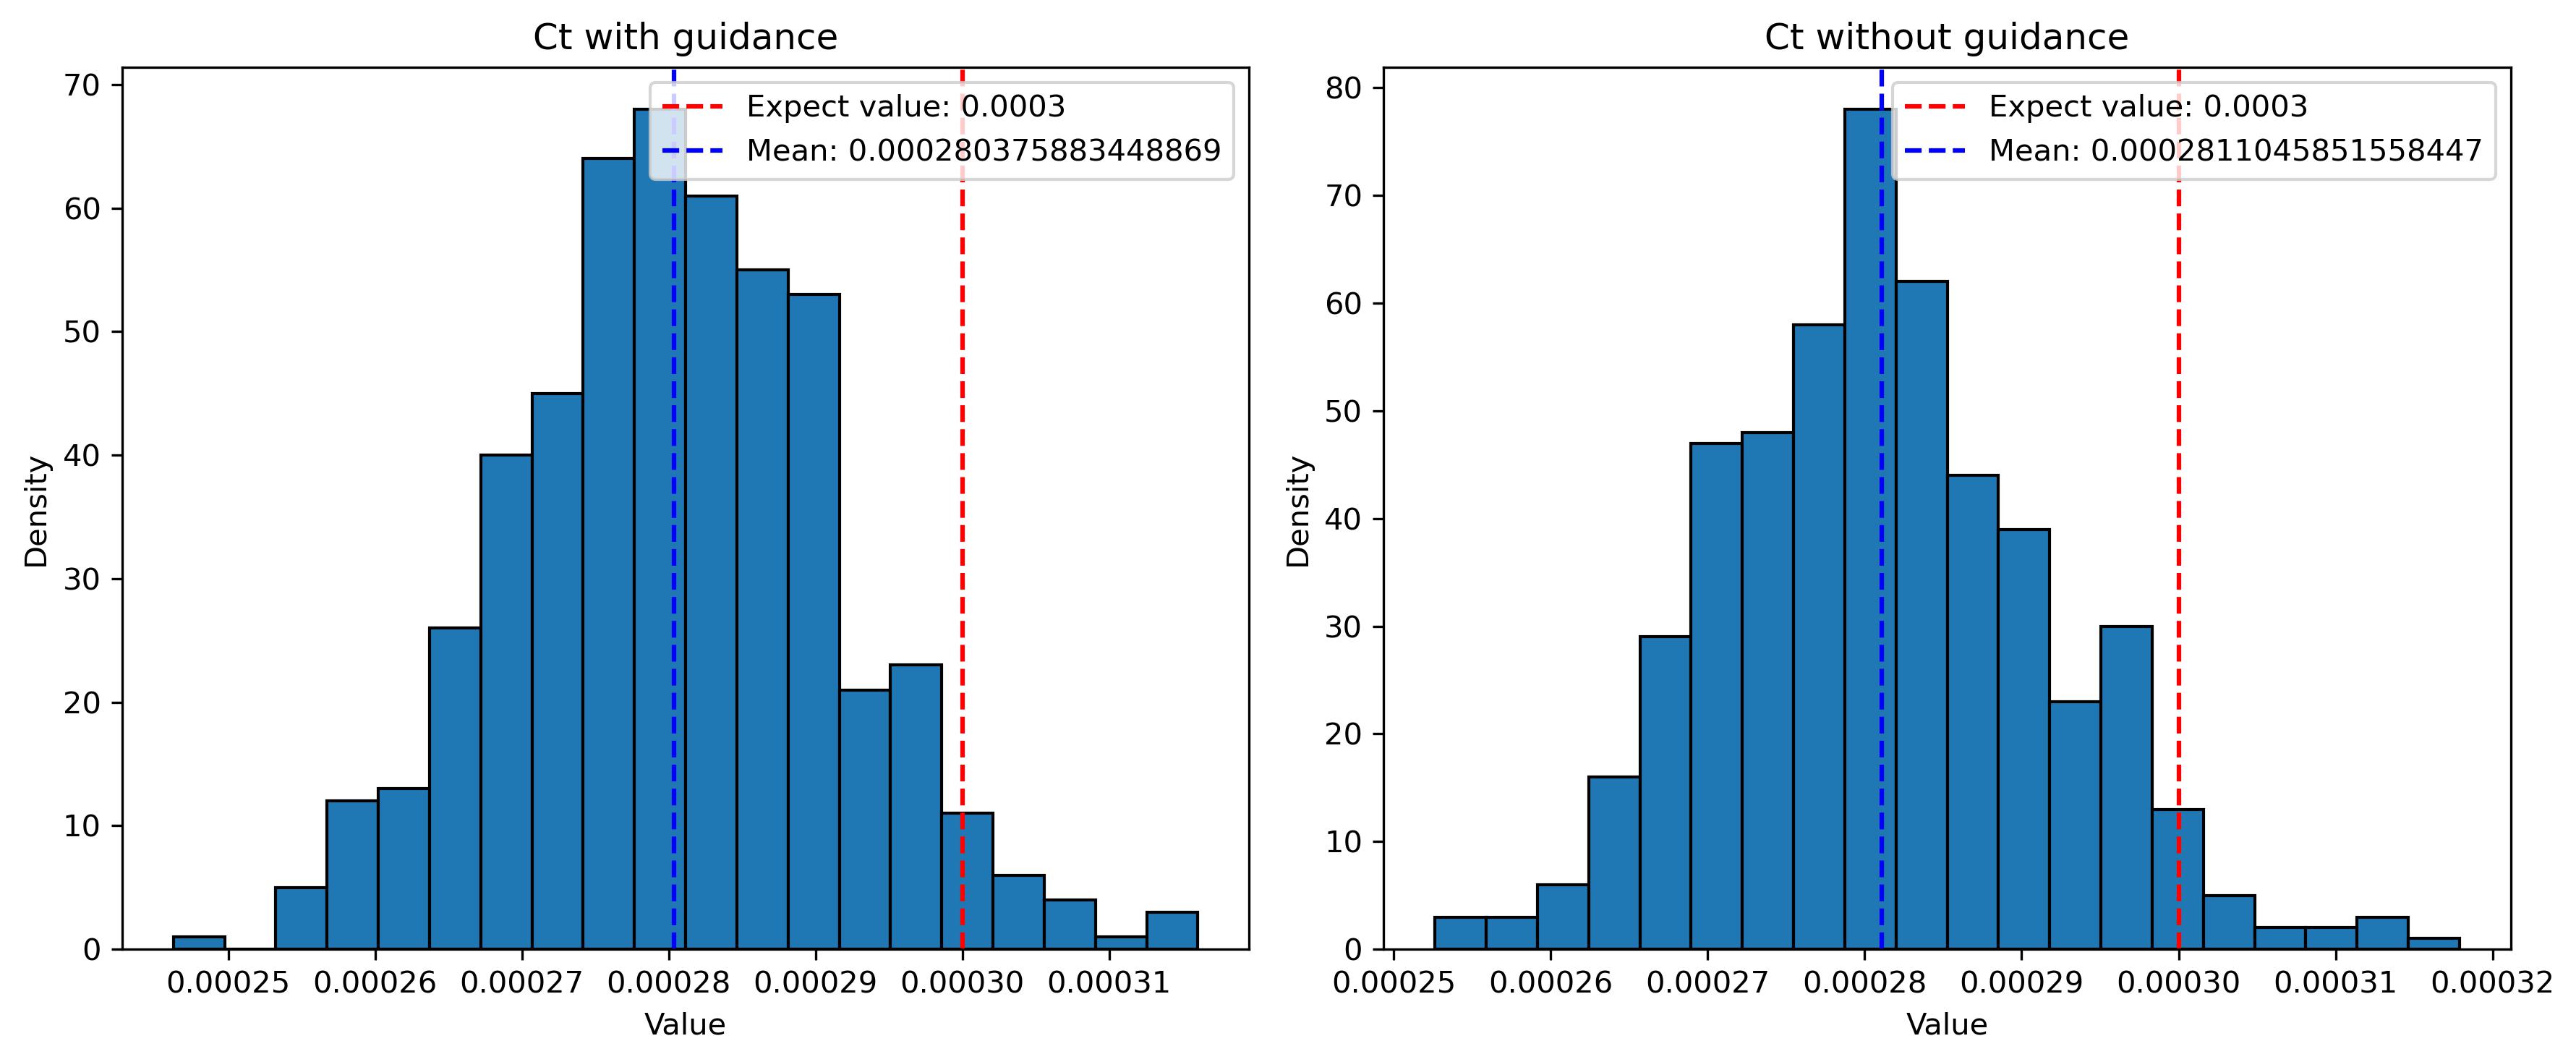 Ct with guidance
70
60
50
40
30
20
10
0
Density
Expect value: 0.0003
Mean: 0.000280375883448869
0.00025 0.00026 0.00027 0.00028 0.00029 0.00030 0.00031
Value
Ct without guidance
80
70
60
50
40
30
20
10
0
Density
Expect value: 0.0003
Mean: 0.0002811045851558447
0.00025 0.00026 0.00027 0.00028 0.00029 0.00030 0.00031 0.00032
Value